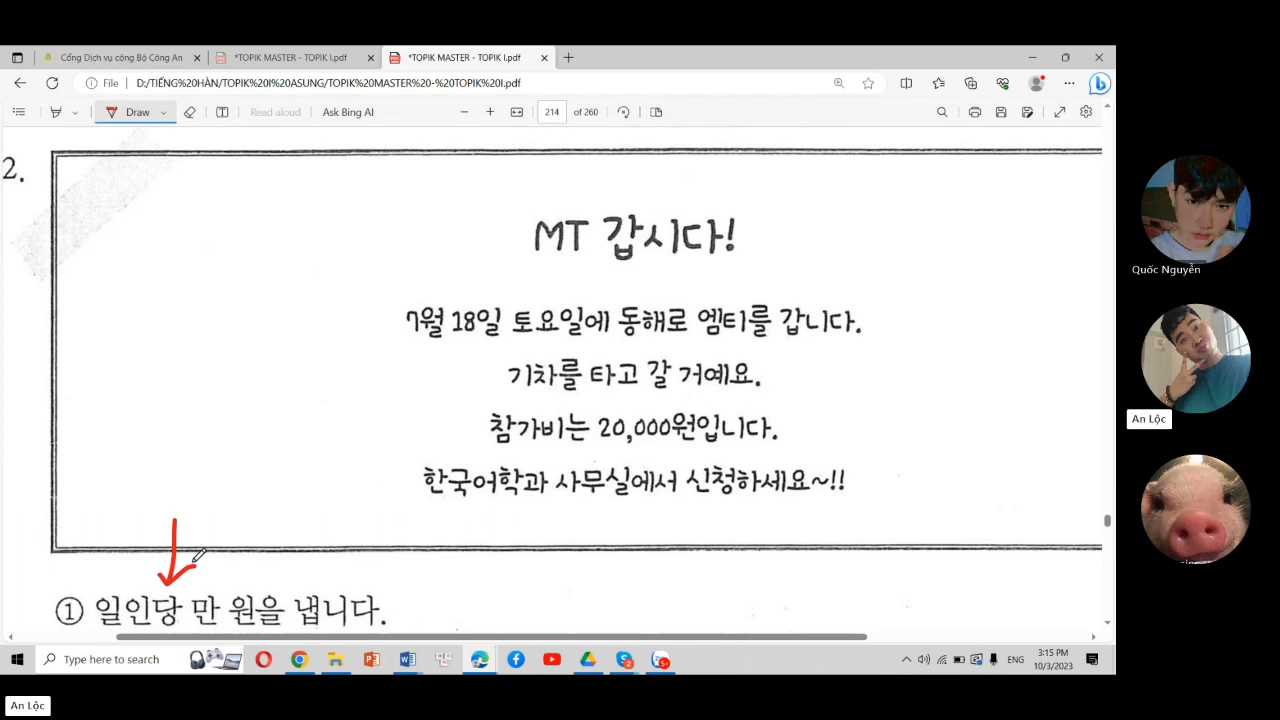 Cổng Dịch vụ công Bộ Công An
*TOPIK MASTER - TOPIK I.pdf
*TOPIK MASTER - TOPIK I.pdf
File
D:/TIẾNG%20HÀN/TOPIK%20I%20ASUNG/TOPIK%20MASTER%20-%20TOPIK%20I.pdf
Draw
Read aloud
Ask Bing AI
214
of 260
2.
MT 갑시다!
7월 18일 토요일에 동해로 엠티를 갑니다.
기차를 타고 갈 거예요.
참가비는 20,000원입니다.
한국어학과 사무실에서 신청하세요~!!
① 일인당 만 원을 냅니다.
Quốc Nguyễn
An Lộc
Type here to search
2
5+
ENG
3:15 PM
10/3/2023
An Lộc